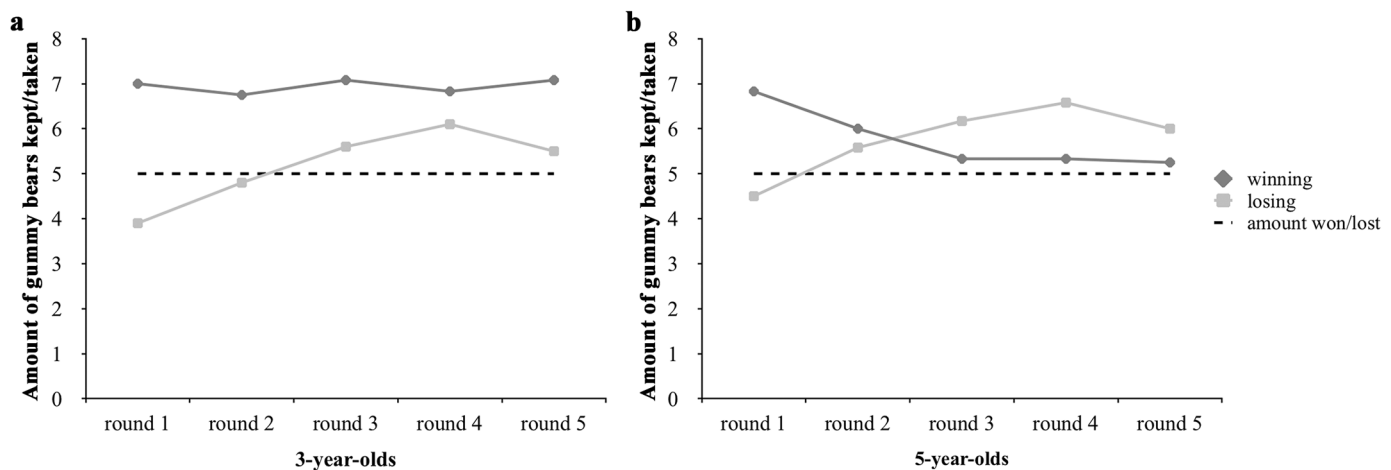 a
Amount of gummy bears kept/taken
8
7
6
5
4
3
2
1
0
round 1 round 2 round 3 round 4 round 5
3-year-olds
b
Amount of gummy bears kept/taken
8
7
6
5
4
3
2
1
0
round 1 round 2 round 3 round 4 round 5
5-year-olds
winning
losing
amount won/lost